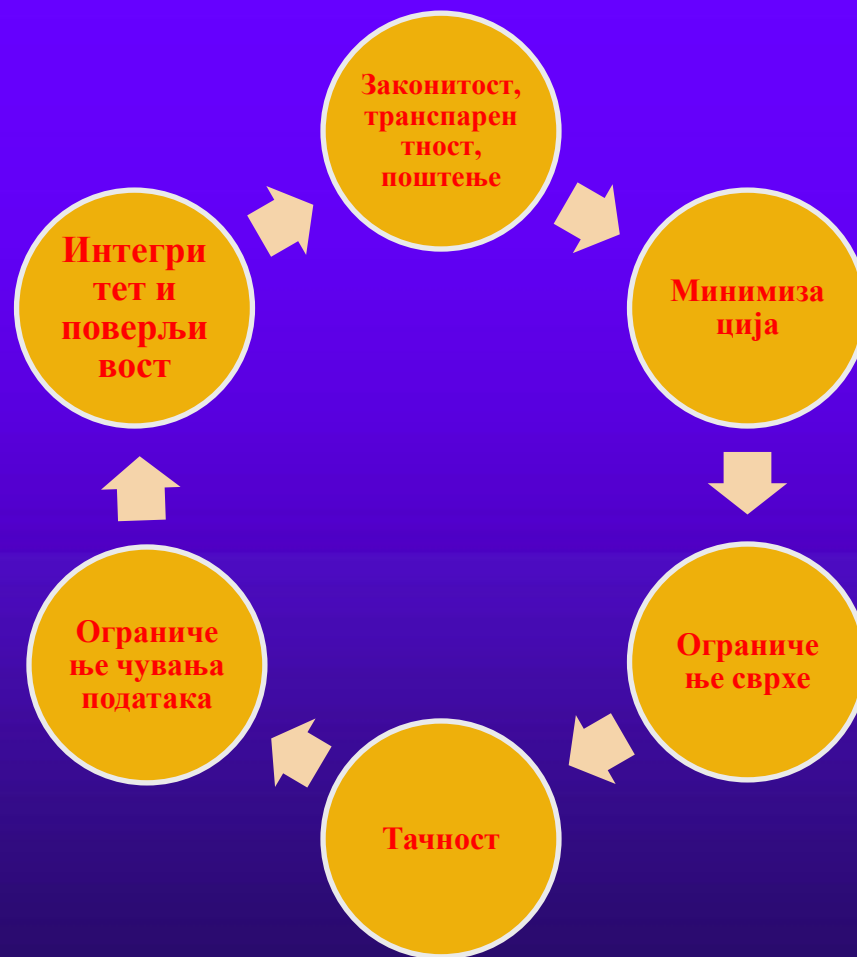 Законитост,
транспарен
тност,
поштење
Минимиза
ција
Ограниче
ње сврхе
Тачност
Ограниче
ње чувања
података
Интегри
тет и
поверљи
вост